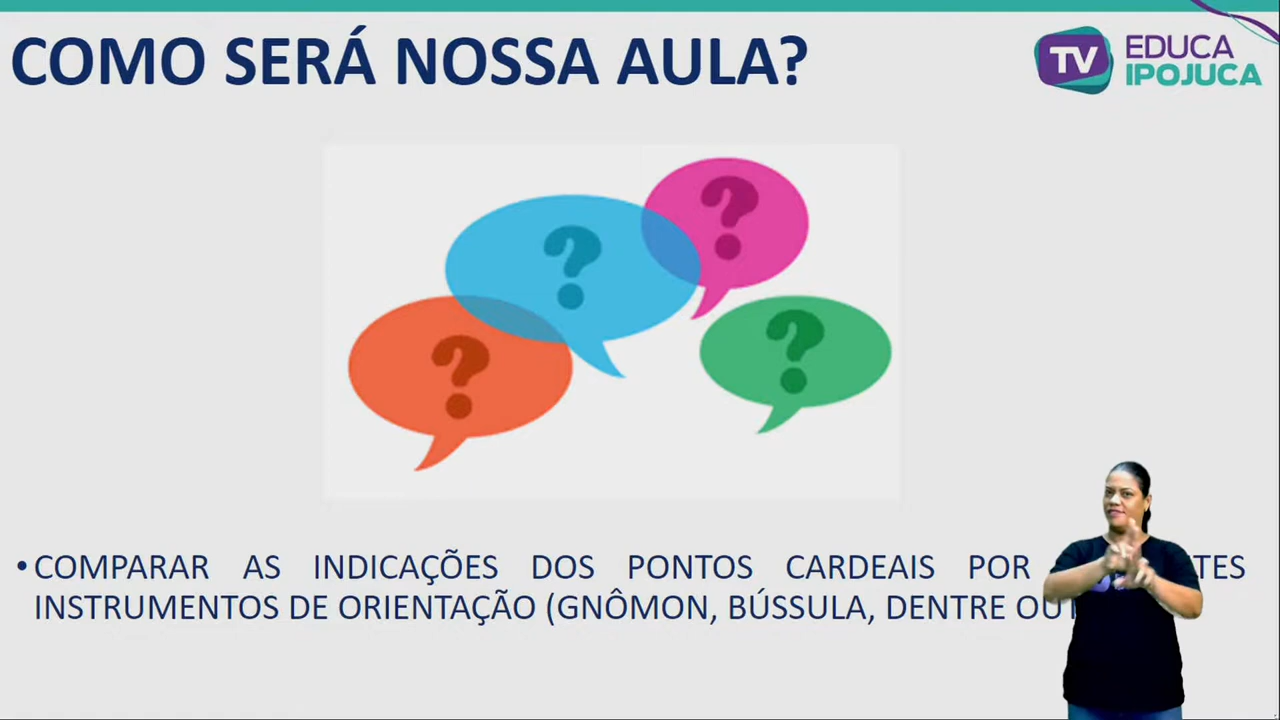 COMO SERÁ NOSSA AULA?
TV EDUCA
IPOJUCA
? ? ? ?
• COMPARAR AS INDICAÇÕES DOS PONTOS CARDEAIS POR
INSTRUMENTOS DE ORIENTAÇÃO (GNÔMON, BÚSSULA, DENTRE